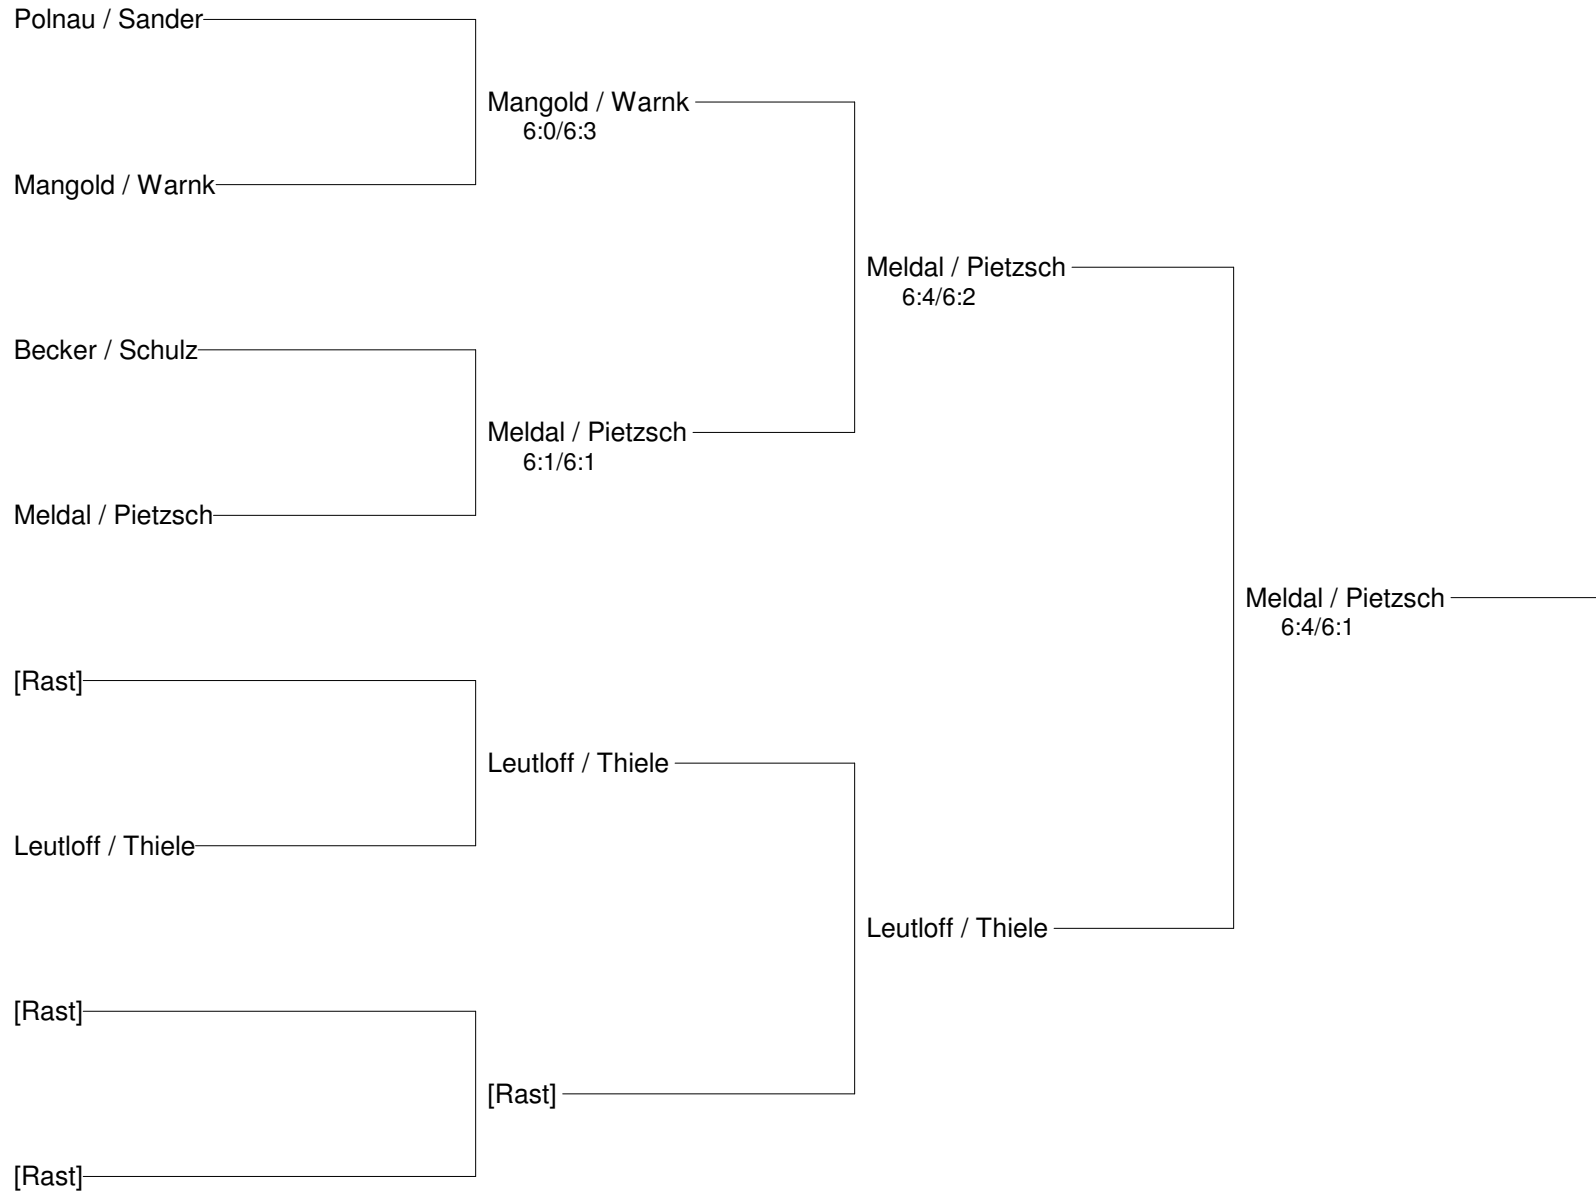 Polnau / Sander
Mangold / Warnk
6:0/6:3
Mangold / Warnk
Meldal / Pietzsch
6:4/6:2
Becker / Schulz
Meldal / Pietzsch
6:1/6:1
Meldal / Pietzsch
Meldal / Pietzsch
6:4/6:1
[Rast]
Leutloff / Thiele
Leutloff / Thiele
Leutloff / Thiele
[Rast]
[Rast]
[Rast]